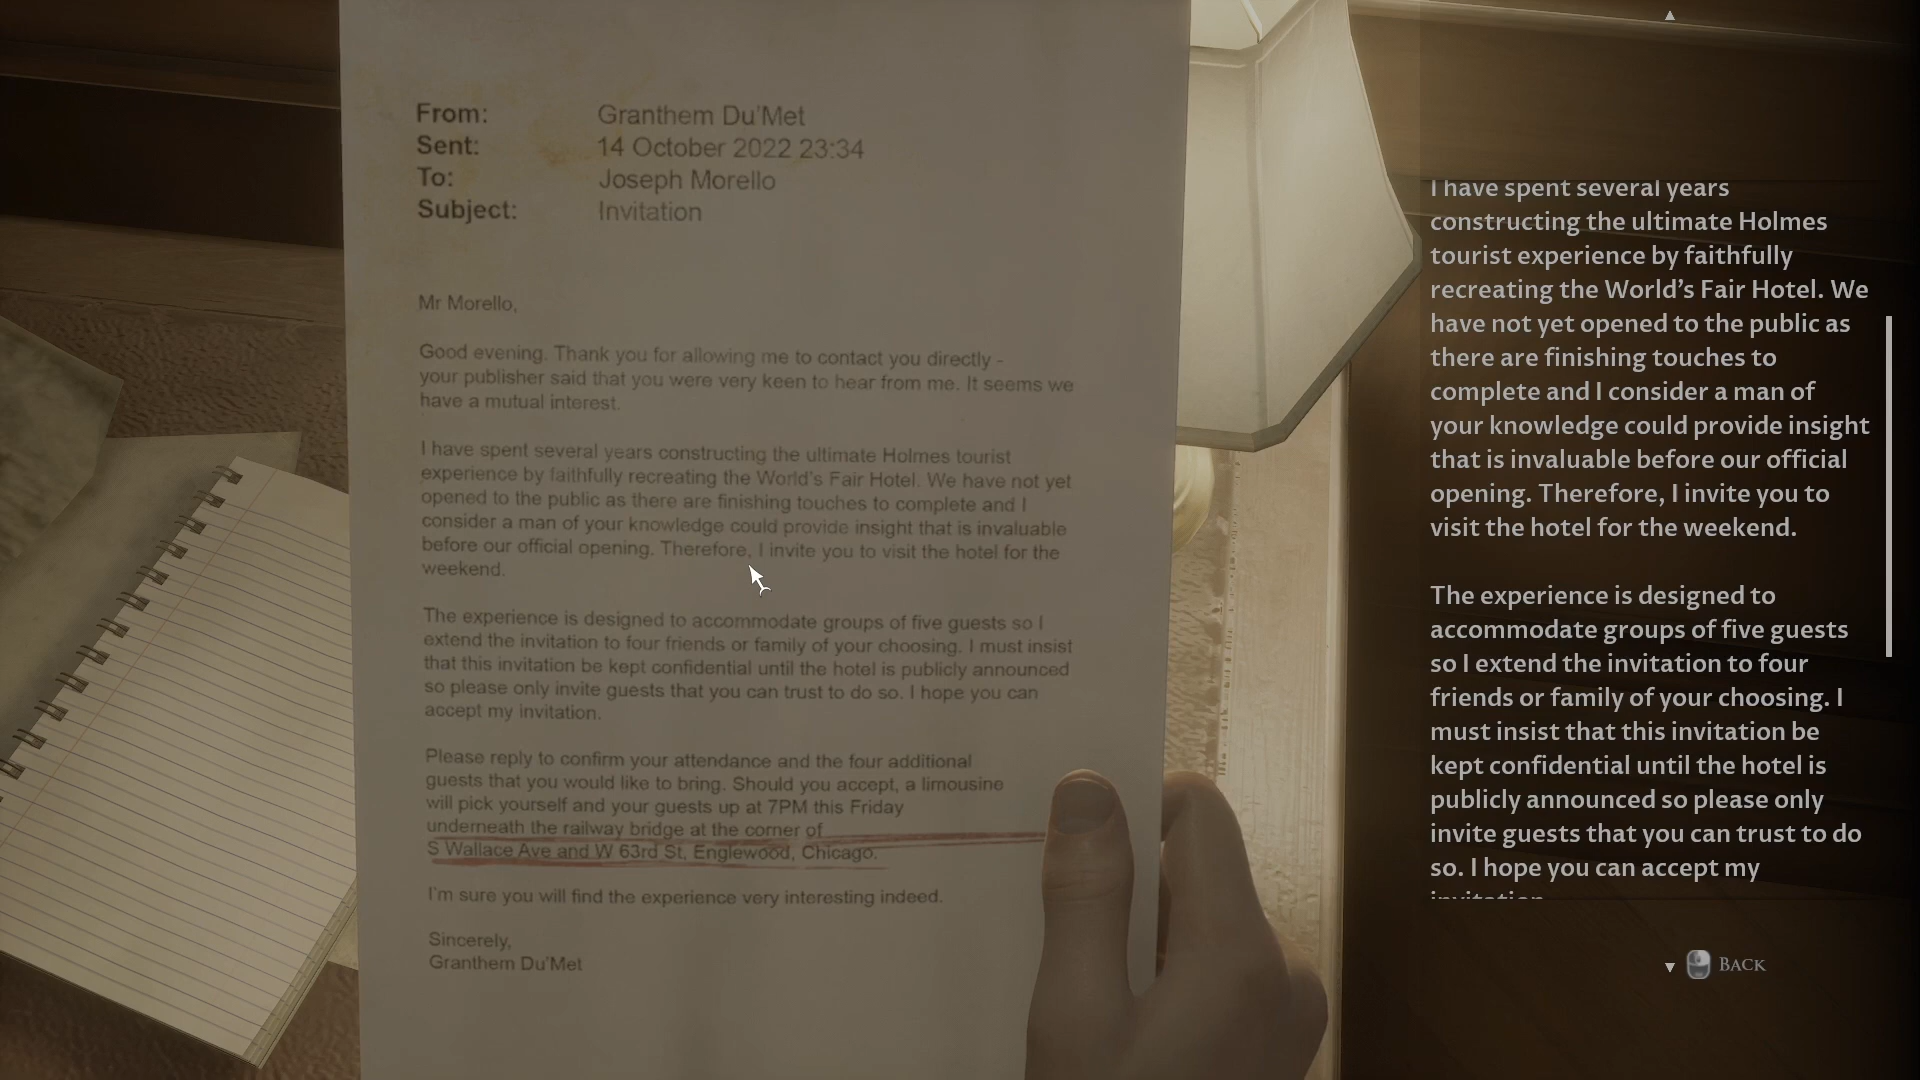 From: Granthem Du'Met
Sent: 14 October 2022 23:34
To: Joseph Morello
Subject: Invitation
Mr Morello,
Good evening. Thank you for allowing me to contact you directly -
your publisher said that you were very keen to hear from me. It seems we
have a mutual interest.
I have spent several years constructing the ultimate Holmes tourist
experience by faithfully recreating the World's Fair Hotel. We have not yet
opened to the public as there are finishing touches to complete and I
consider a man of your knowledge could provide insight that is invaluable
before our official opening. Therefore, I invite you to visit the hotel for the
weekend.
The experience is designed to accommodate groups of five guests so I
extend the invitation to four friends or family of your choosing. I must insist
that this invitation be kept confidential until the hotel is publicly announced
so please only invite guests that you can trust to do so. I hope you can
accept my invitation.
Please reply to confirm your attendance and the four additional
guests that you would like to bring. Should you accept, a limousine
will pick yourself and your guests up at 7PM this Friday
underneath the railway bridge at the corner of
S Wallace Ave and W 63rd St, Englewood, Chicago.
I'm sure you will find the experience very interesting indeed.
Sincerely,
Granthem Du'Met
I have spent several years
constructing the ultimate Holmes
tourist experience by faithfully
recreating the World's Fair Hotel. We
have not yet opened to the public as
there are finishing touches to
complete and I consider a man of
your knowledge could provide insight
that is invaluable before our official
opening. Therefore, I invite you to
visit the hotel for the weekend.
The experience is designed to
accommodate groups of five guests
so I extend the invitation to four
friends or family of your choosing. I
must insist that this invitation be
kept confidential until the hotel is
publicly announced so please only
invite guests that you can trust to do
so. I hope you can accept my
invitation.
BACK